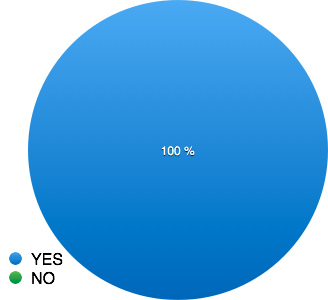 100 %
YES
NO